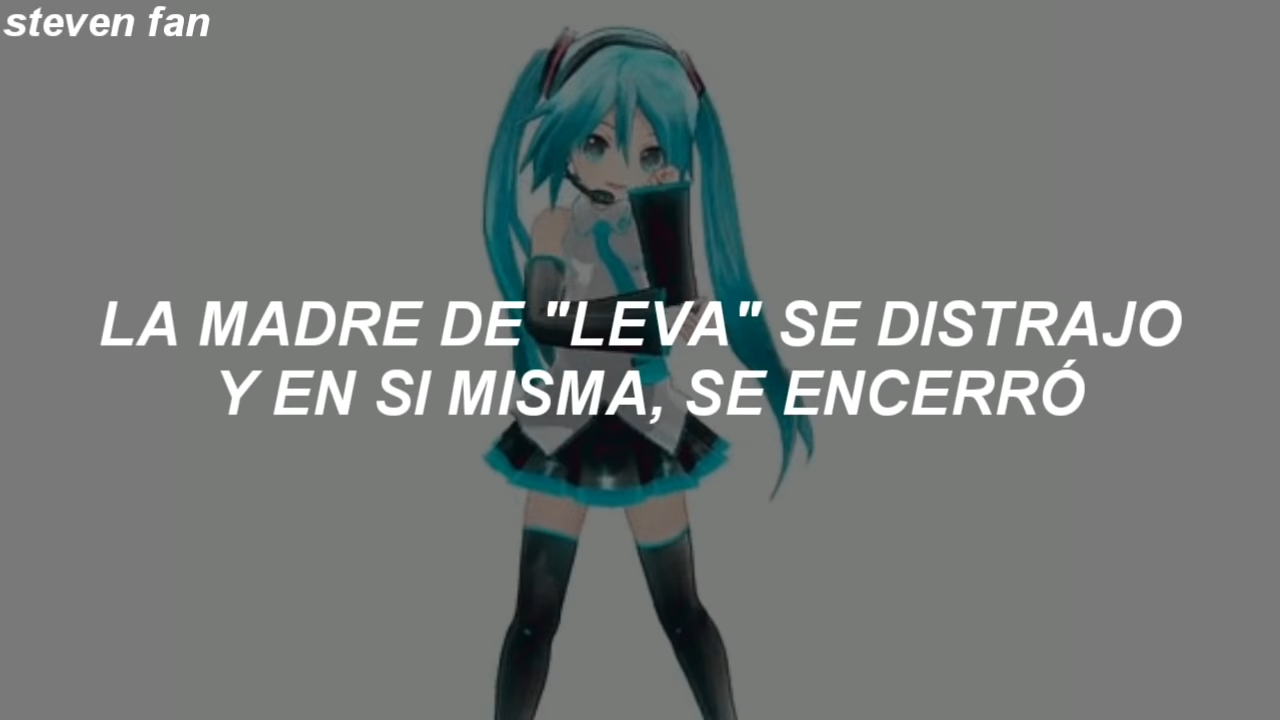 steven fan
LA MADRE DE "LEVA" SE DISTRAJO
Y EN SI MISMA, SE ENCERRÓ